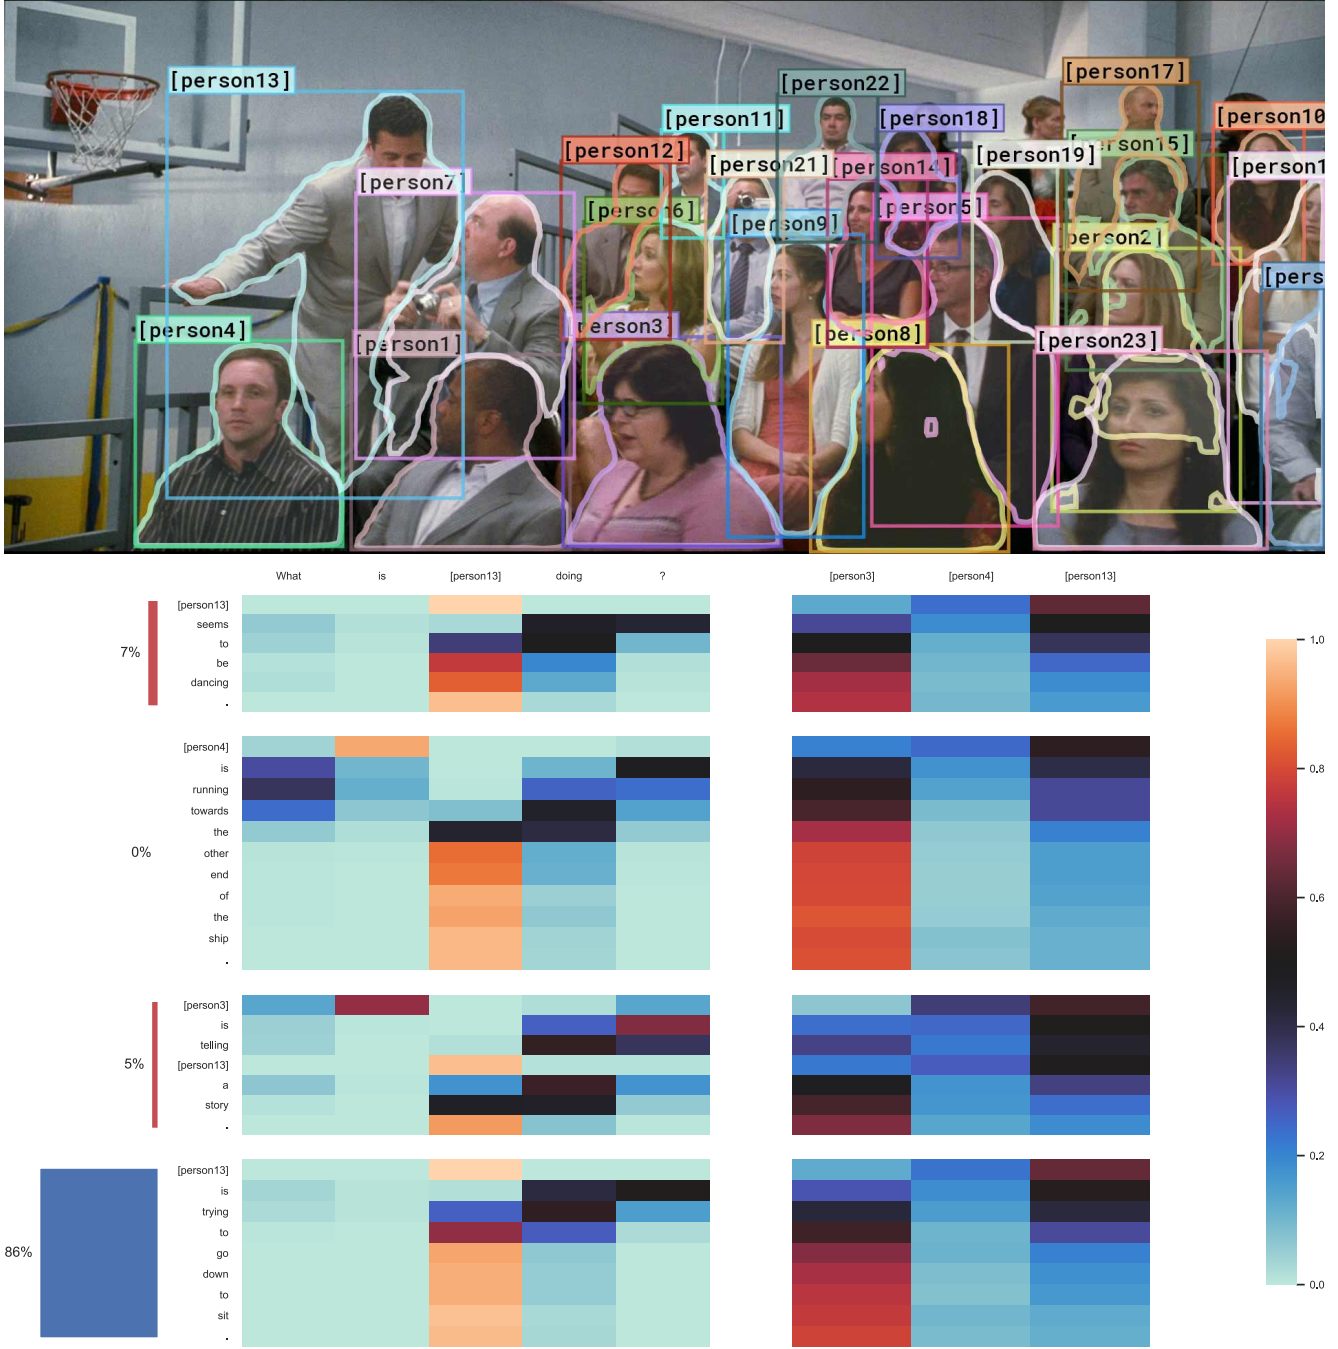 [person13]
[person17]
[person22]
[person10
[person11]
[person18]
[person12]
[person15]
[person19]
[person21]
[person14]
[person1
[person7]
[person6]
[person5]
[person9]
[person2]
[pers
[person4]
[person3]
[person1]
[person8]
[person23]
What is [person13] doing ? [person3] [person4] [person13]
7%
[person13]
seems
to
be
dancing
.
0%
[person4]
is
running
towards
the
other
end
of
the
ship
.
5%
[person3]
is
telling
[person13]
a
story
.
86%
[person13]
is
trying
to
go
down
to
sit
.
1.0
0.8
0.6
0.4
0.2
0.0